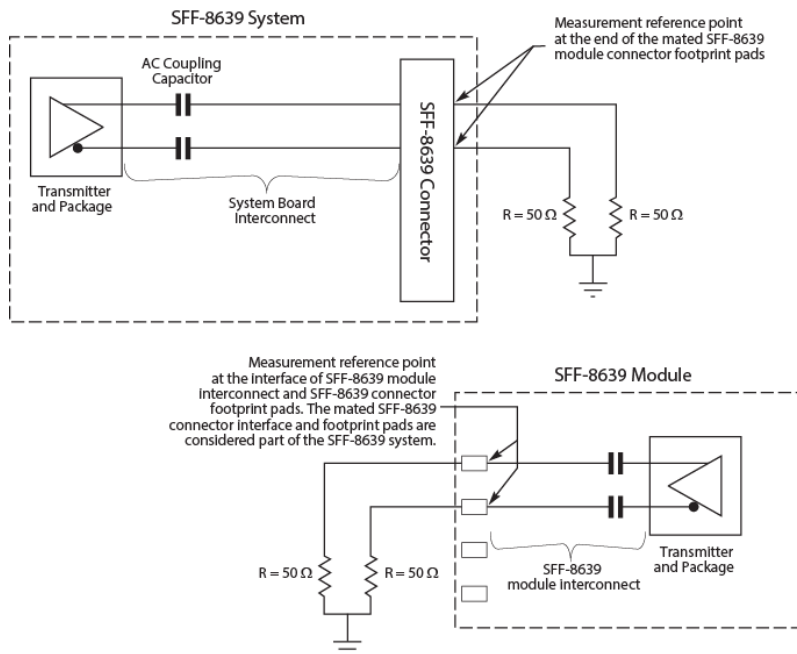 SFF-8639 System
Measurement reference point
at the end of the mated SFF-8639
module connector footprint pads
AC Coupling
Capacitor
SFF-8639 Connector
Transmitter
and Package
System Board
Interconnect
R = 50 Ω
R = 50 Ω
Measurement reference point
at the interface of SFF-8639 module
interconnect and SFF-8639 connector
footprint pads. The mated SFF-8639
connector interface and footprint pads are
considered part of the SFF-8639 system.
SFF-8639 Module
R = 50 Ω
R = 50 Ω
SFF-8639
module interconnect
Transmitter
and Package